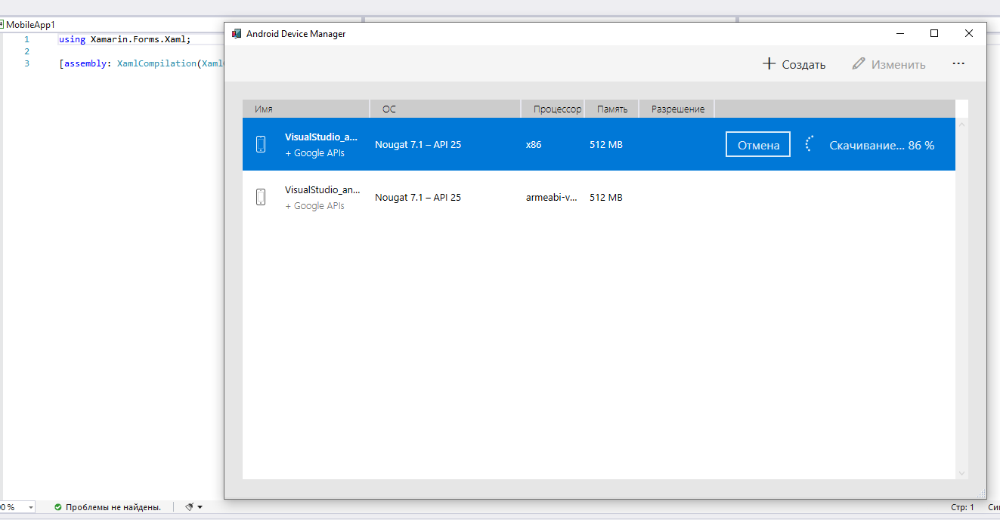 MobileApp1
Android Device Manager
1 using Xamarin.Forms.Xaml;
2
3 [assembly: XamlCompilation(Xaml
Создать Изменить ...
Имя ОС Процессор Память Разрешение
VisualStudio_a... Nougat 7.1 – API 25 x86 512 MB Отмена Скачивание... 86 %
+ Google APIs
VisualStudio_an... Nougat 7.1 – API 25 armeabi-v... 512 MB
+ Google APIs
0 % Проблемы не найдены. Стр: 1